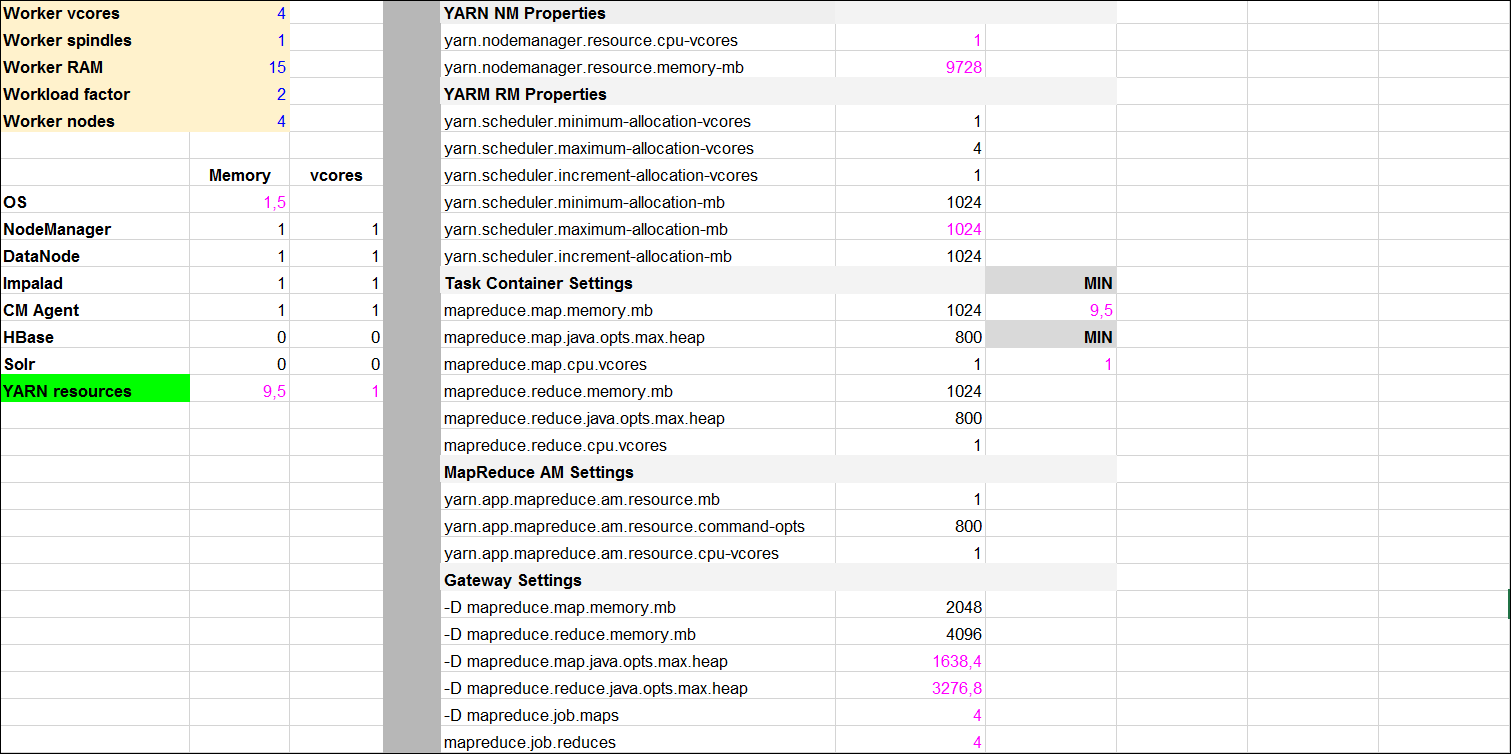 Worker vcores 4
Worker spindles 1
Worker RAM 15
Workload factor 2
Worker nodes 4
Memory vcores
OS 1,5
NodeManager 1 1
DataNode 1 1
Impalad 1 1
CM Agent 1 1
HBase 0 0
Solr 0 0
YARN resources 9,5 1
YARN NM Properties
yarn.nodemanager.resource.cpu-vcores 1
yarn.nodemanager.resource.memory-mb 9728
YARM RM Properties
yarn.scheduler.minimum-allocation-vcores 1
yarn.scheduler.maximum-allocation-vcores 4
yarn.scheduler.increment-allocation-vcores 1
yarn.scheduler.minimum-allocation-mb 1024
yarn.scheduler.maximum-allocation-mb 1024
yarn.scheduler.increment-allocation-mb 1024
Task Container Settings MIN
mapreduce.map.memory.mb 1024 9,5
mapreduce.map.java.opts.max.heap 800 MIN
mapreduce.map.cpu.vcores 1 1
mapreduce.reduce.memory.mb 1024
mapreduce.reduce.java.opts.max.heap 800
mapreduce.reduce.cpu.vcores 1
MapReduce AM Settings
yarn.app.mapreduce.am.resource.mb 1
yarn.app.mapreduce.am.resource.command-opts 800
yarn.app.mapreduce.am.resource.cpu-vcores 1
Gateway Settings
-D mapreduce.map.memory.mb 2048
-D mapreduce.reduce.memory.mb 4096
-D mapreduce.map.java.opts.max.heap 1638,4
-D mapreduce.reduce.java.opts.max.heap 3276,8
-D mapreduce.job.maps 4
mapreduce.job.reduces 4